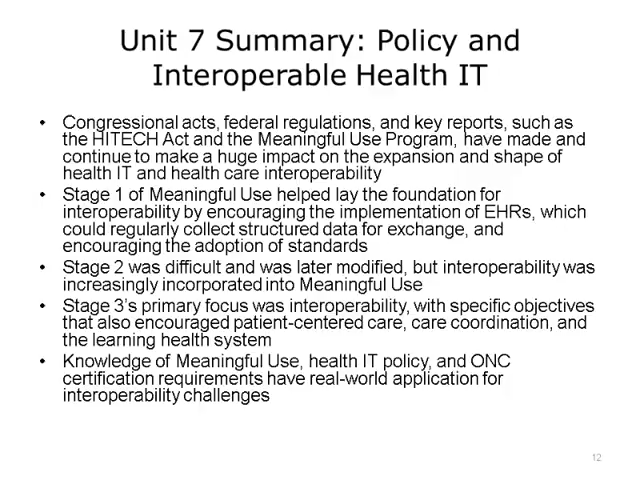 Unit 7 Summary: Policy and
Interoperable Health IT
• Congressional acts, federal regulations, and key reports, such as
the HITECH Act and the Meaningful Use Program, have made and
continue to make a huge impact on the expansion and shape of
health IT and health care interoperability
• Stage 1 of Meaningful Use helped lay the foundation for
interoperability by encouraging the implementation of EHRs, which
could regularly collect structured data for exchange, and
encouraging the adoption of standards
• Stage 2 was difficult and was later modified, but interoperability was
increasingly incorporated into Meaningful Use
• Stage 3's primary focus was interoperability, with specific objectives
that also encouraged patient-centered care, care coordination, and
the learning health system
• Knowledge of Meaningful Use, health IT policy, and ONC
certification requirements have real-world application for
interoperability challenges
12